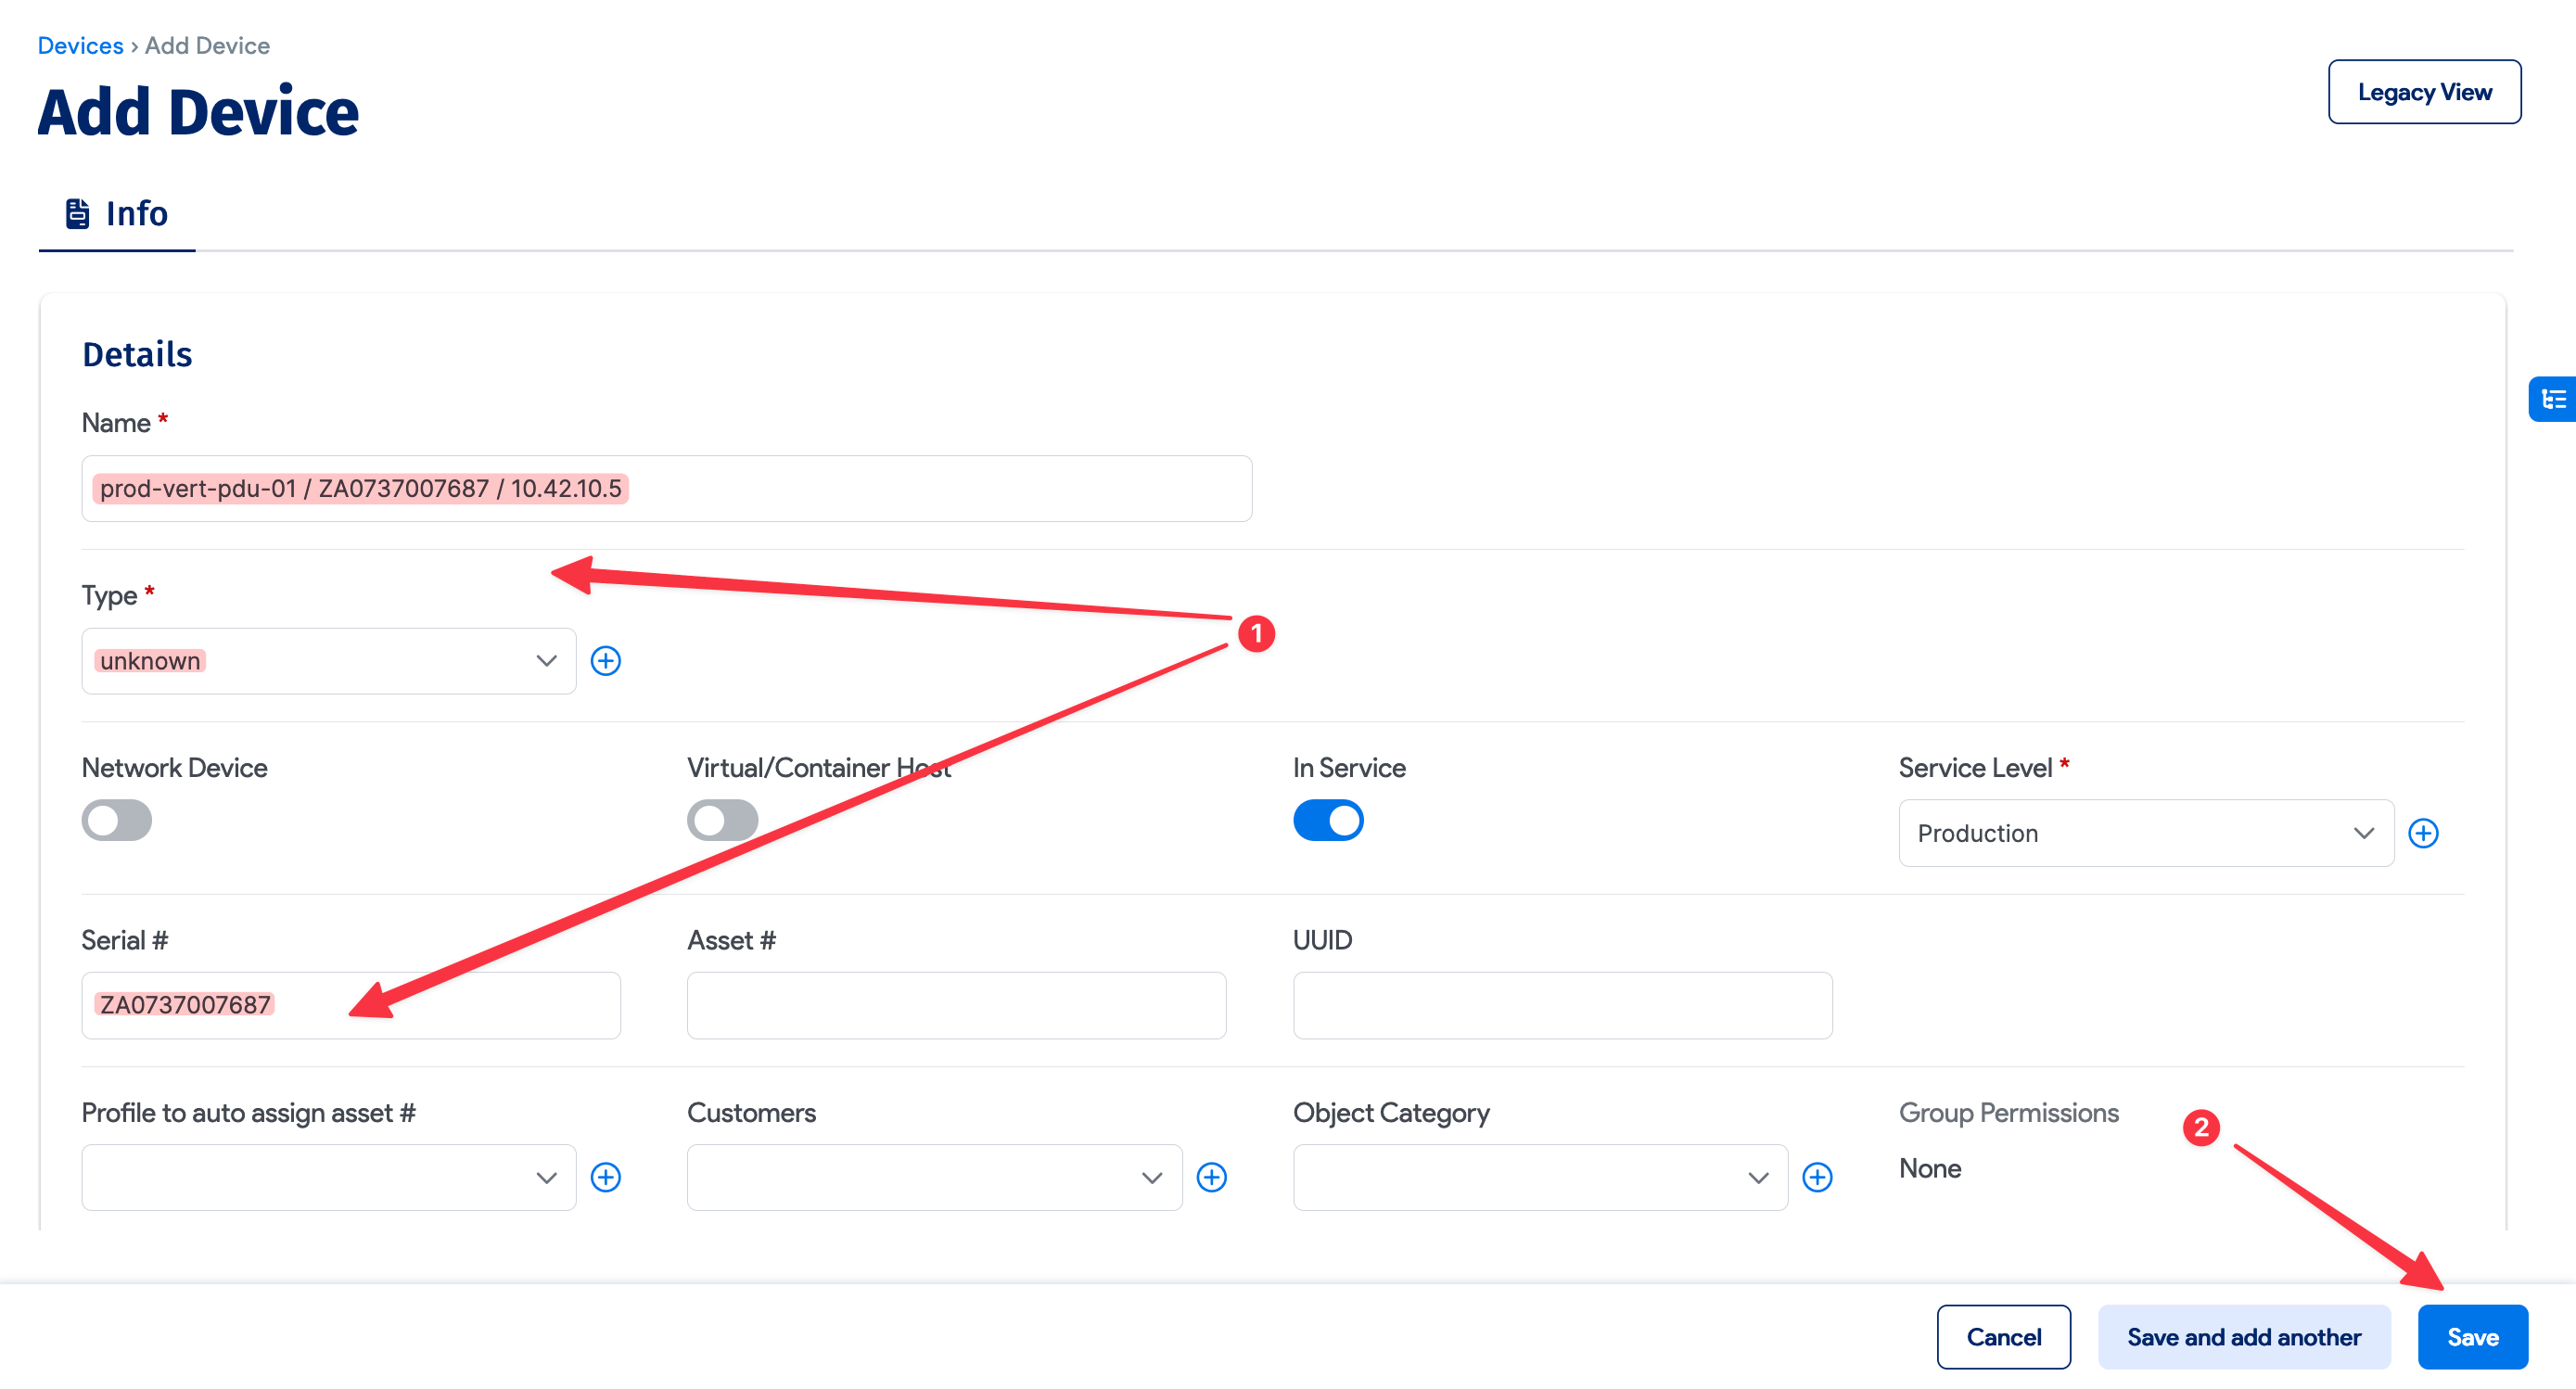 Devices › Add Device
Add Device
Legacy View
Info
Details
Name *
prod-vert-pdu-01 / ZA0737007687 / 10.42.10.5
Type *
1
unknown
Network Device
Virtual/Container Host
In Service
Service Level *
Production
Serial #
Asset #
UUID
ZA0737007687
Profile to auto assign asset #
Customers
Object Category
Group Permissions
2
None
Cancel
Save and add another
Save